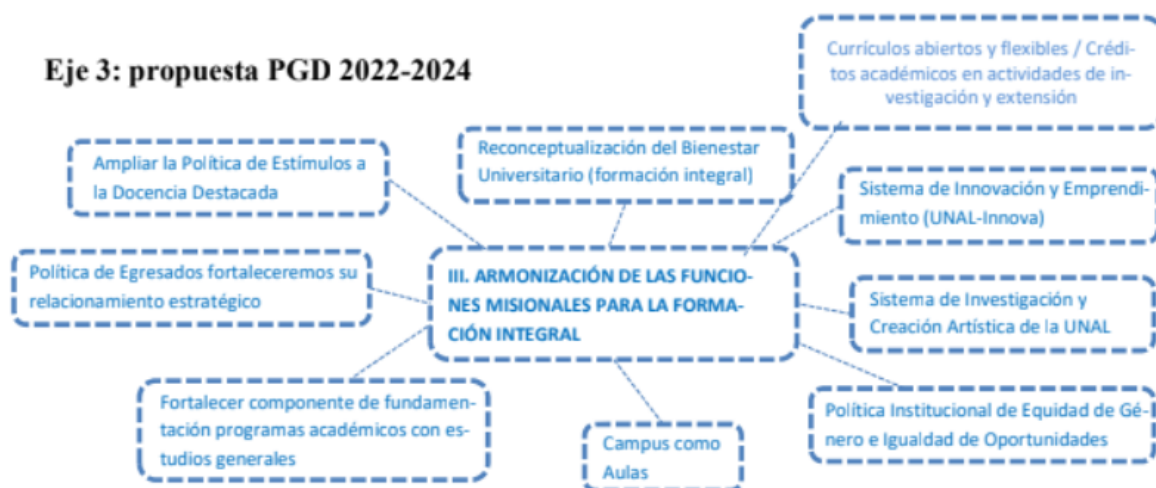 Eje 3: propuesta PGD 2022-2024
Currículos abiertos y flexibles / Crédi-
tos académicos en actividades de in-
vestigación y extensión
Ampliar la Política de Estímulos a
la Docencia Destacada
Reconceptualización del Bienestar
Universitario (formación integral)
Sistema de Innovación y Emprendi-
miento (UNAL-Innova)
Política de Egresados fortaleceremos su
relacionamiento estratégico
III. ARMONIZACIÓN DE LAS FUNCIO-
NES MISIONALES PARA LA FORMA-
CIÓN INTEGRAL
Sistema de Investigación y
Creación Artística de la UNAL
Fortalecer componente de fundamen-
tación programas académicos con es-
tudios generales
Campus como
Aulas
Política Institucional de Equidad de Gé-
nero e Igualdad de Oportunidades